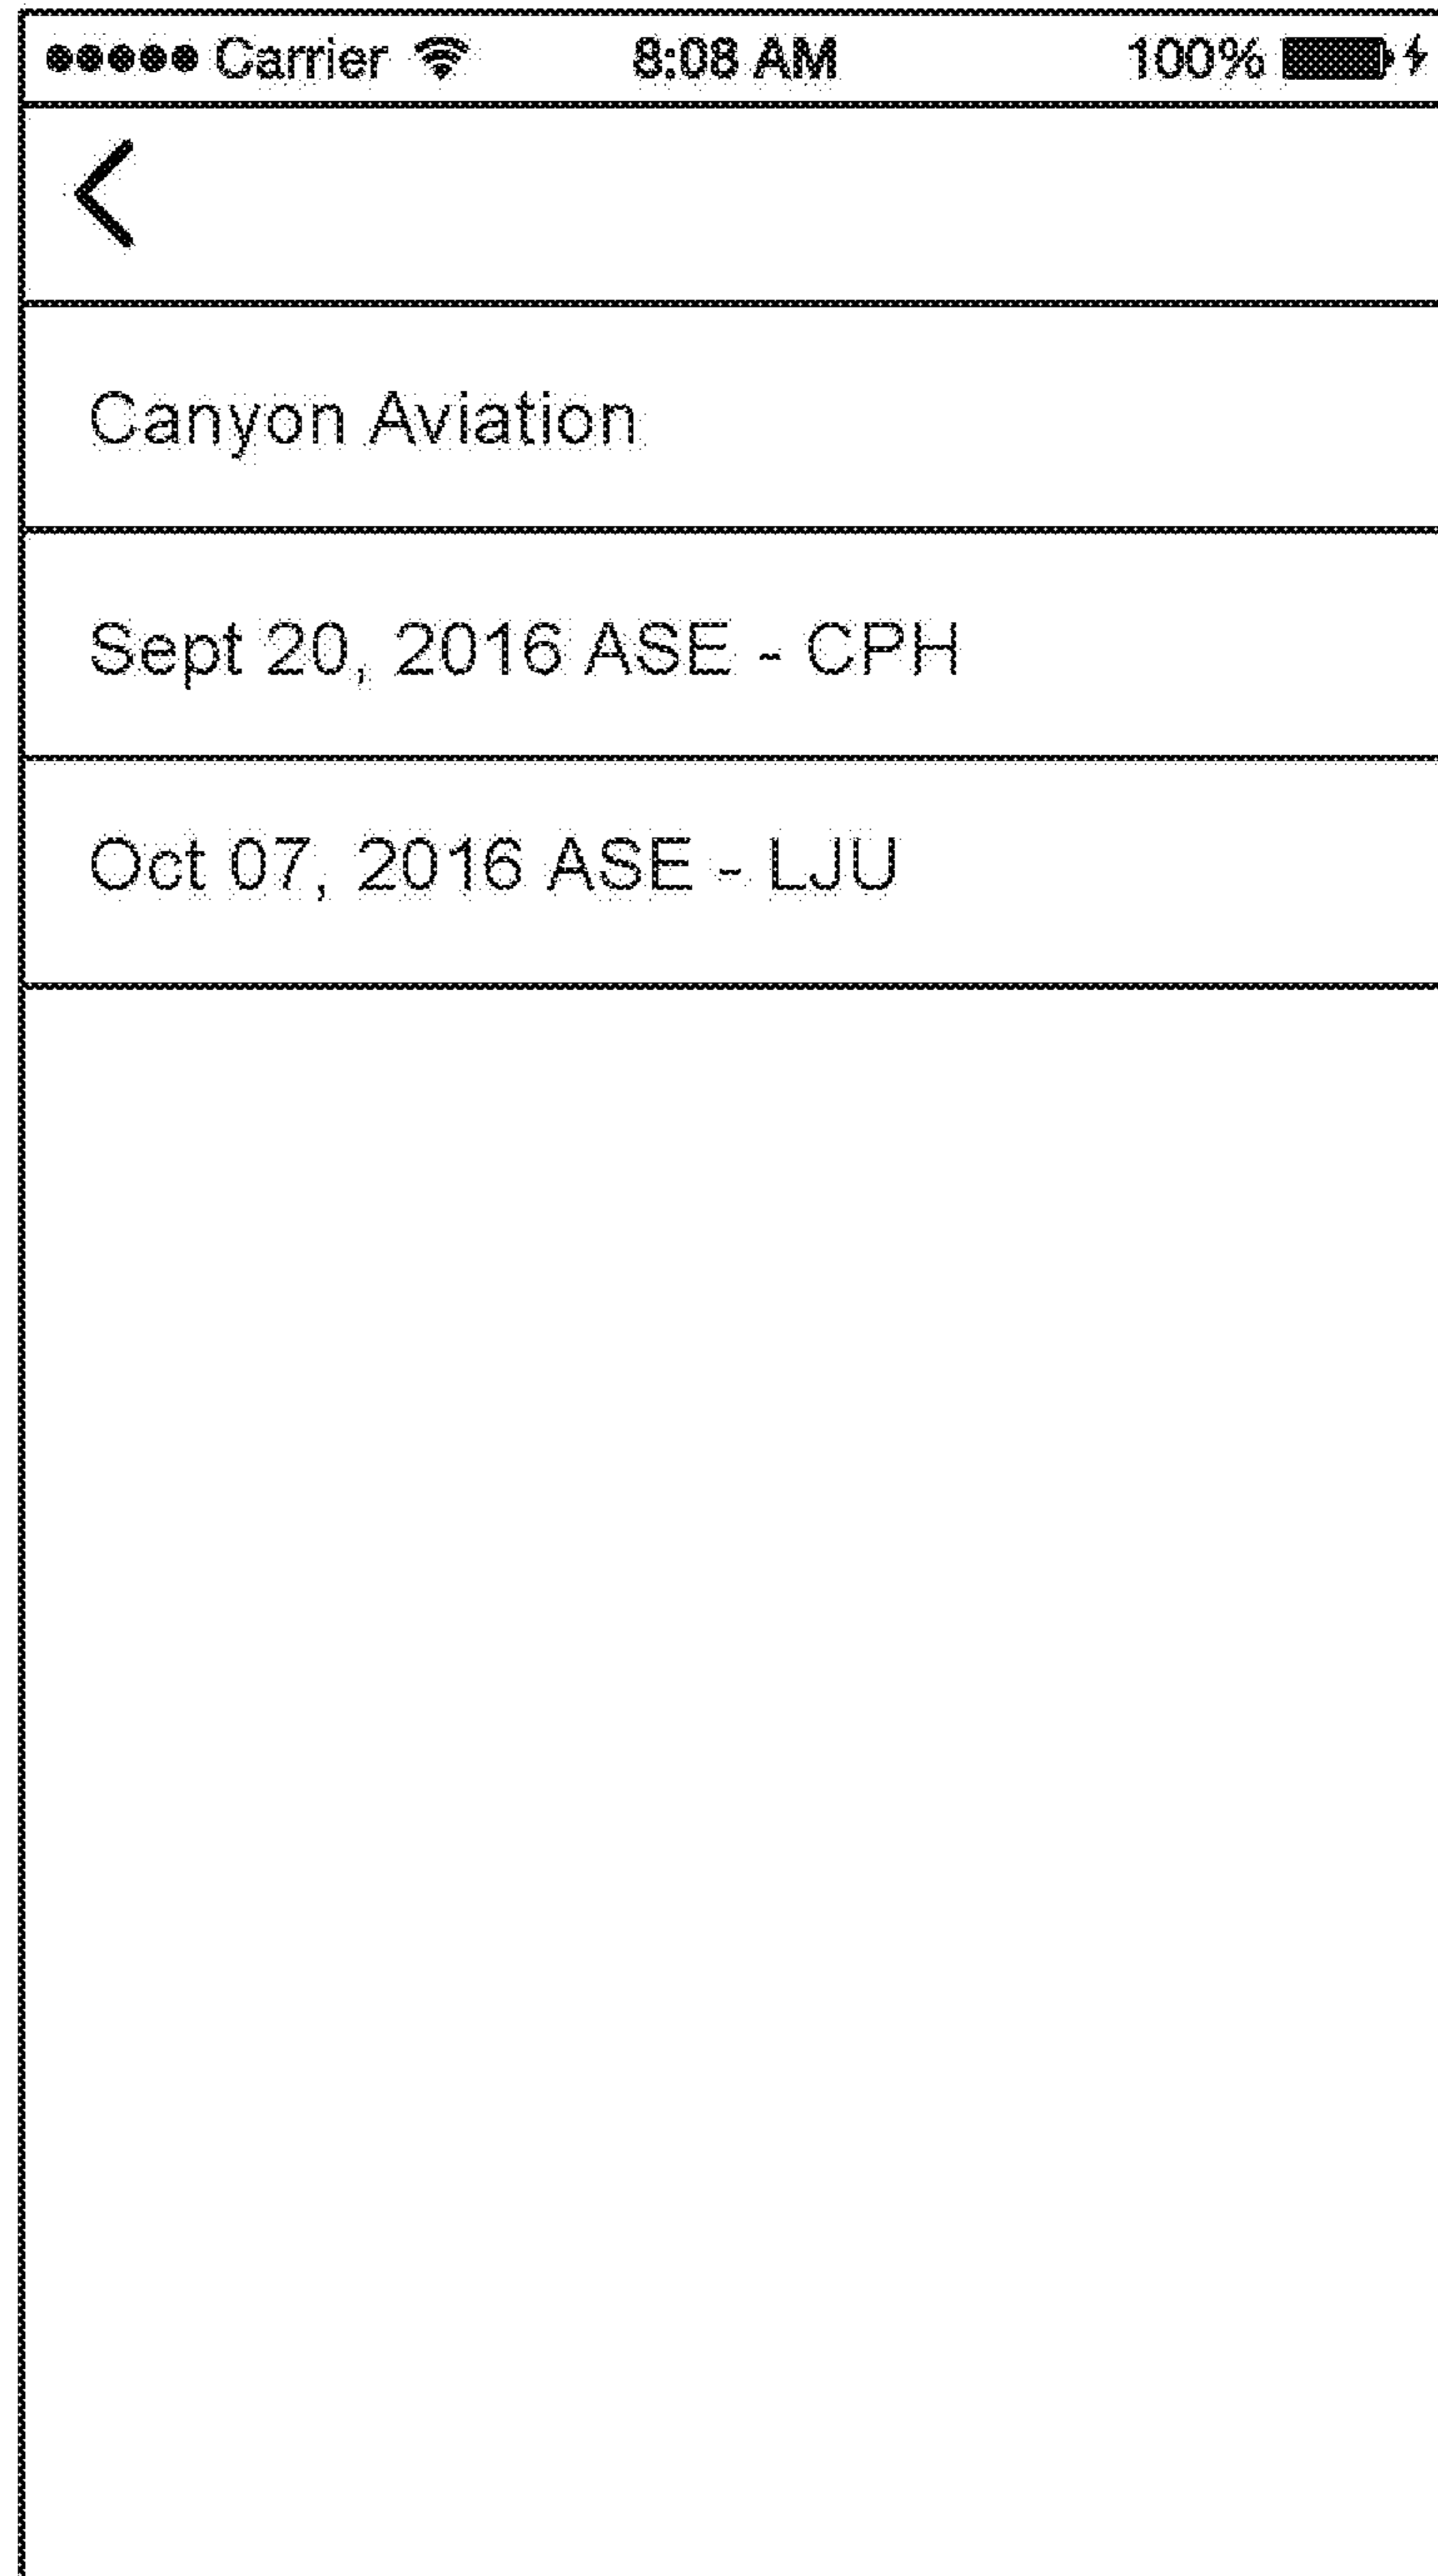 Carrier 8:08 AM 100%
Canyon Aviation
Sept 20, 2016 ASE - CPH
Oct 07, 2016 ASE - LJU